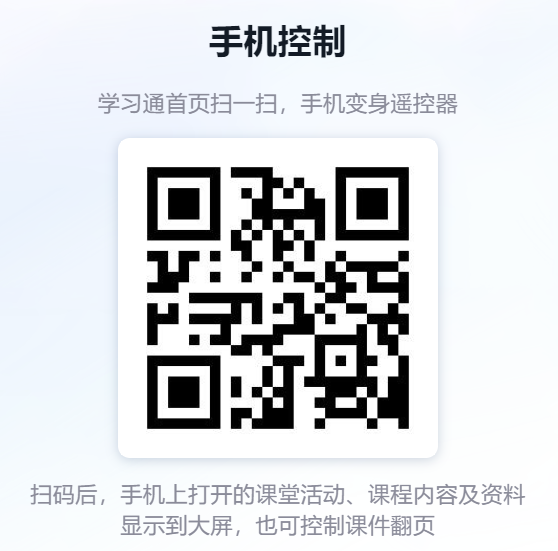 手机控制
学习通首页扫一扫，手机变身遥控器
扫码后，手机上打开的课堂活动、课程内容及资料
显示到大屏，也可控制课件翻页